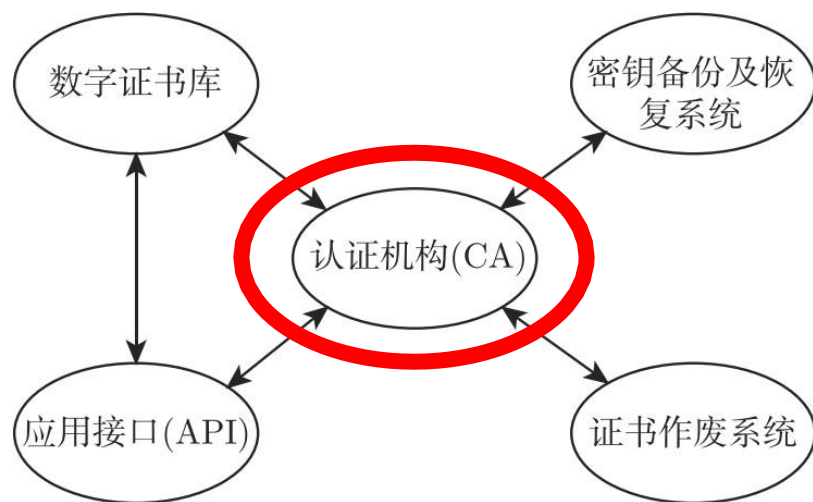 数字证书库
密钥备份及恢
复系统
认证机构(CA)
应用接口(API)
证书作废系统